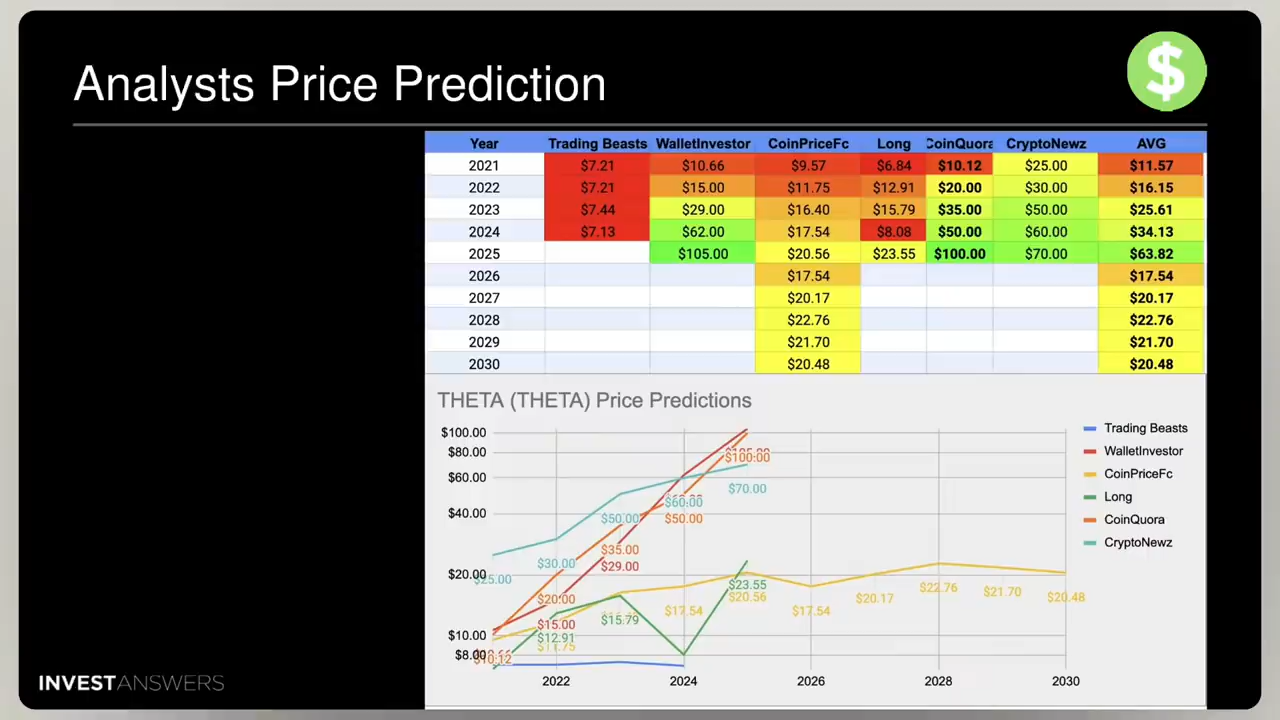 Analysts Price Prediction
$
Year Trading Beasts WalletInvestor CoinPriceFc Long CoinQuora CryptoNewz AVG
2021 $7.21 $10.66 $9.57 $6.84 $10.12 $25.00 $11.57
2022 $7.21 $15.00 $11.75 $12.91 $20.00 $30.00 $16.15
2023 $7.44 $29.00 $16.40 $15.79 $35.00 $50.00 $25.61
2024 $7.13 $62.00 $17.54 $8.08 $50.00 $60.00 $34.13
2025 $105.00 $20.56 $23.55 $100.00 $70.00 $63.82
2026 $17.54 $17.54
2027 $20.17 $20.17
2028 $22.76 $22.76
2029 $21.70 $21.70
2030 $20.48 $20.48
THETA (THETA) Price Predictions
$100.00
$80.00
$60.00
$40.00
$20.00
$10.00
$8.00
$25.00
$30.00
$50.00
$60.00
$70.00
$100.00
$50.00
$35.00
$29.00
$20.00
$15.00
$12.91
$11.75
$10.12
$15.79
$17.54
$23.55
$20.56
$17.54
$20.17
$22.76
$21.70
$20.48
2022 2024 2026 2028 2030
Trading Beasts
WalletInvestor
CoinPriceFc
Long
CoinQuora
CryptoNewz
INVESTANSWERS